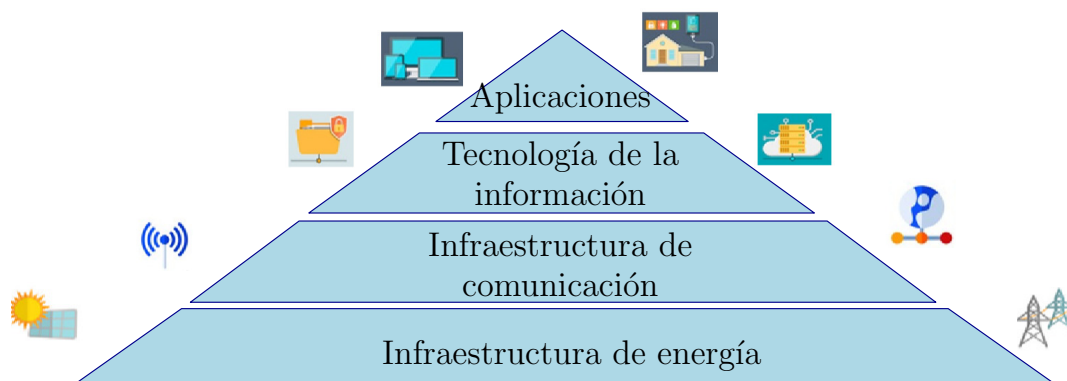 Aplicaciones
Tecnología de la
información
Infraestructura de
comunicación
Infraestructura de energía